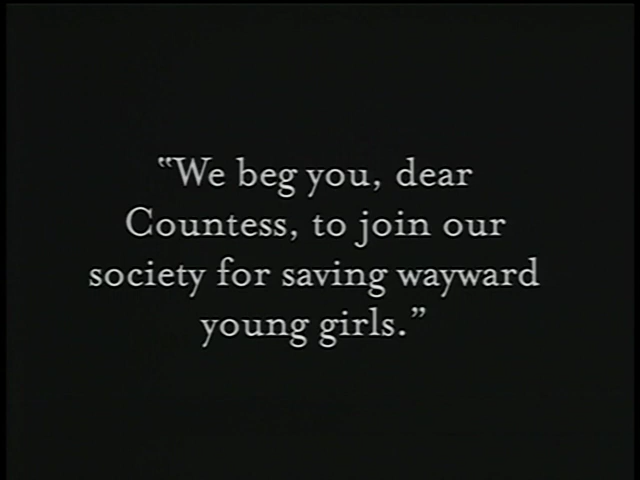 “We beg you, dear
Countess, to join our
society for saving wayward
young girls.”